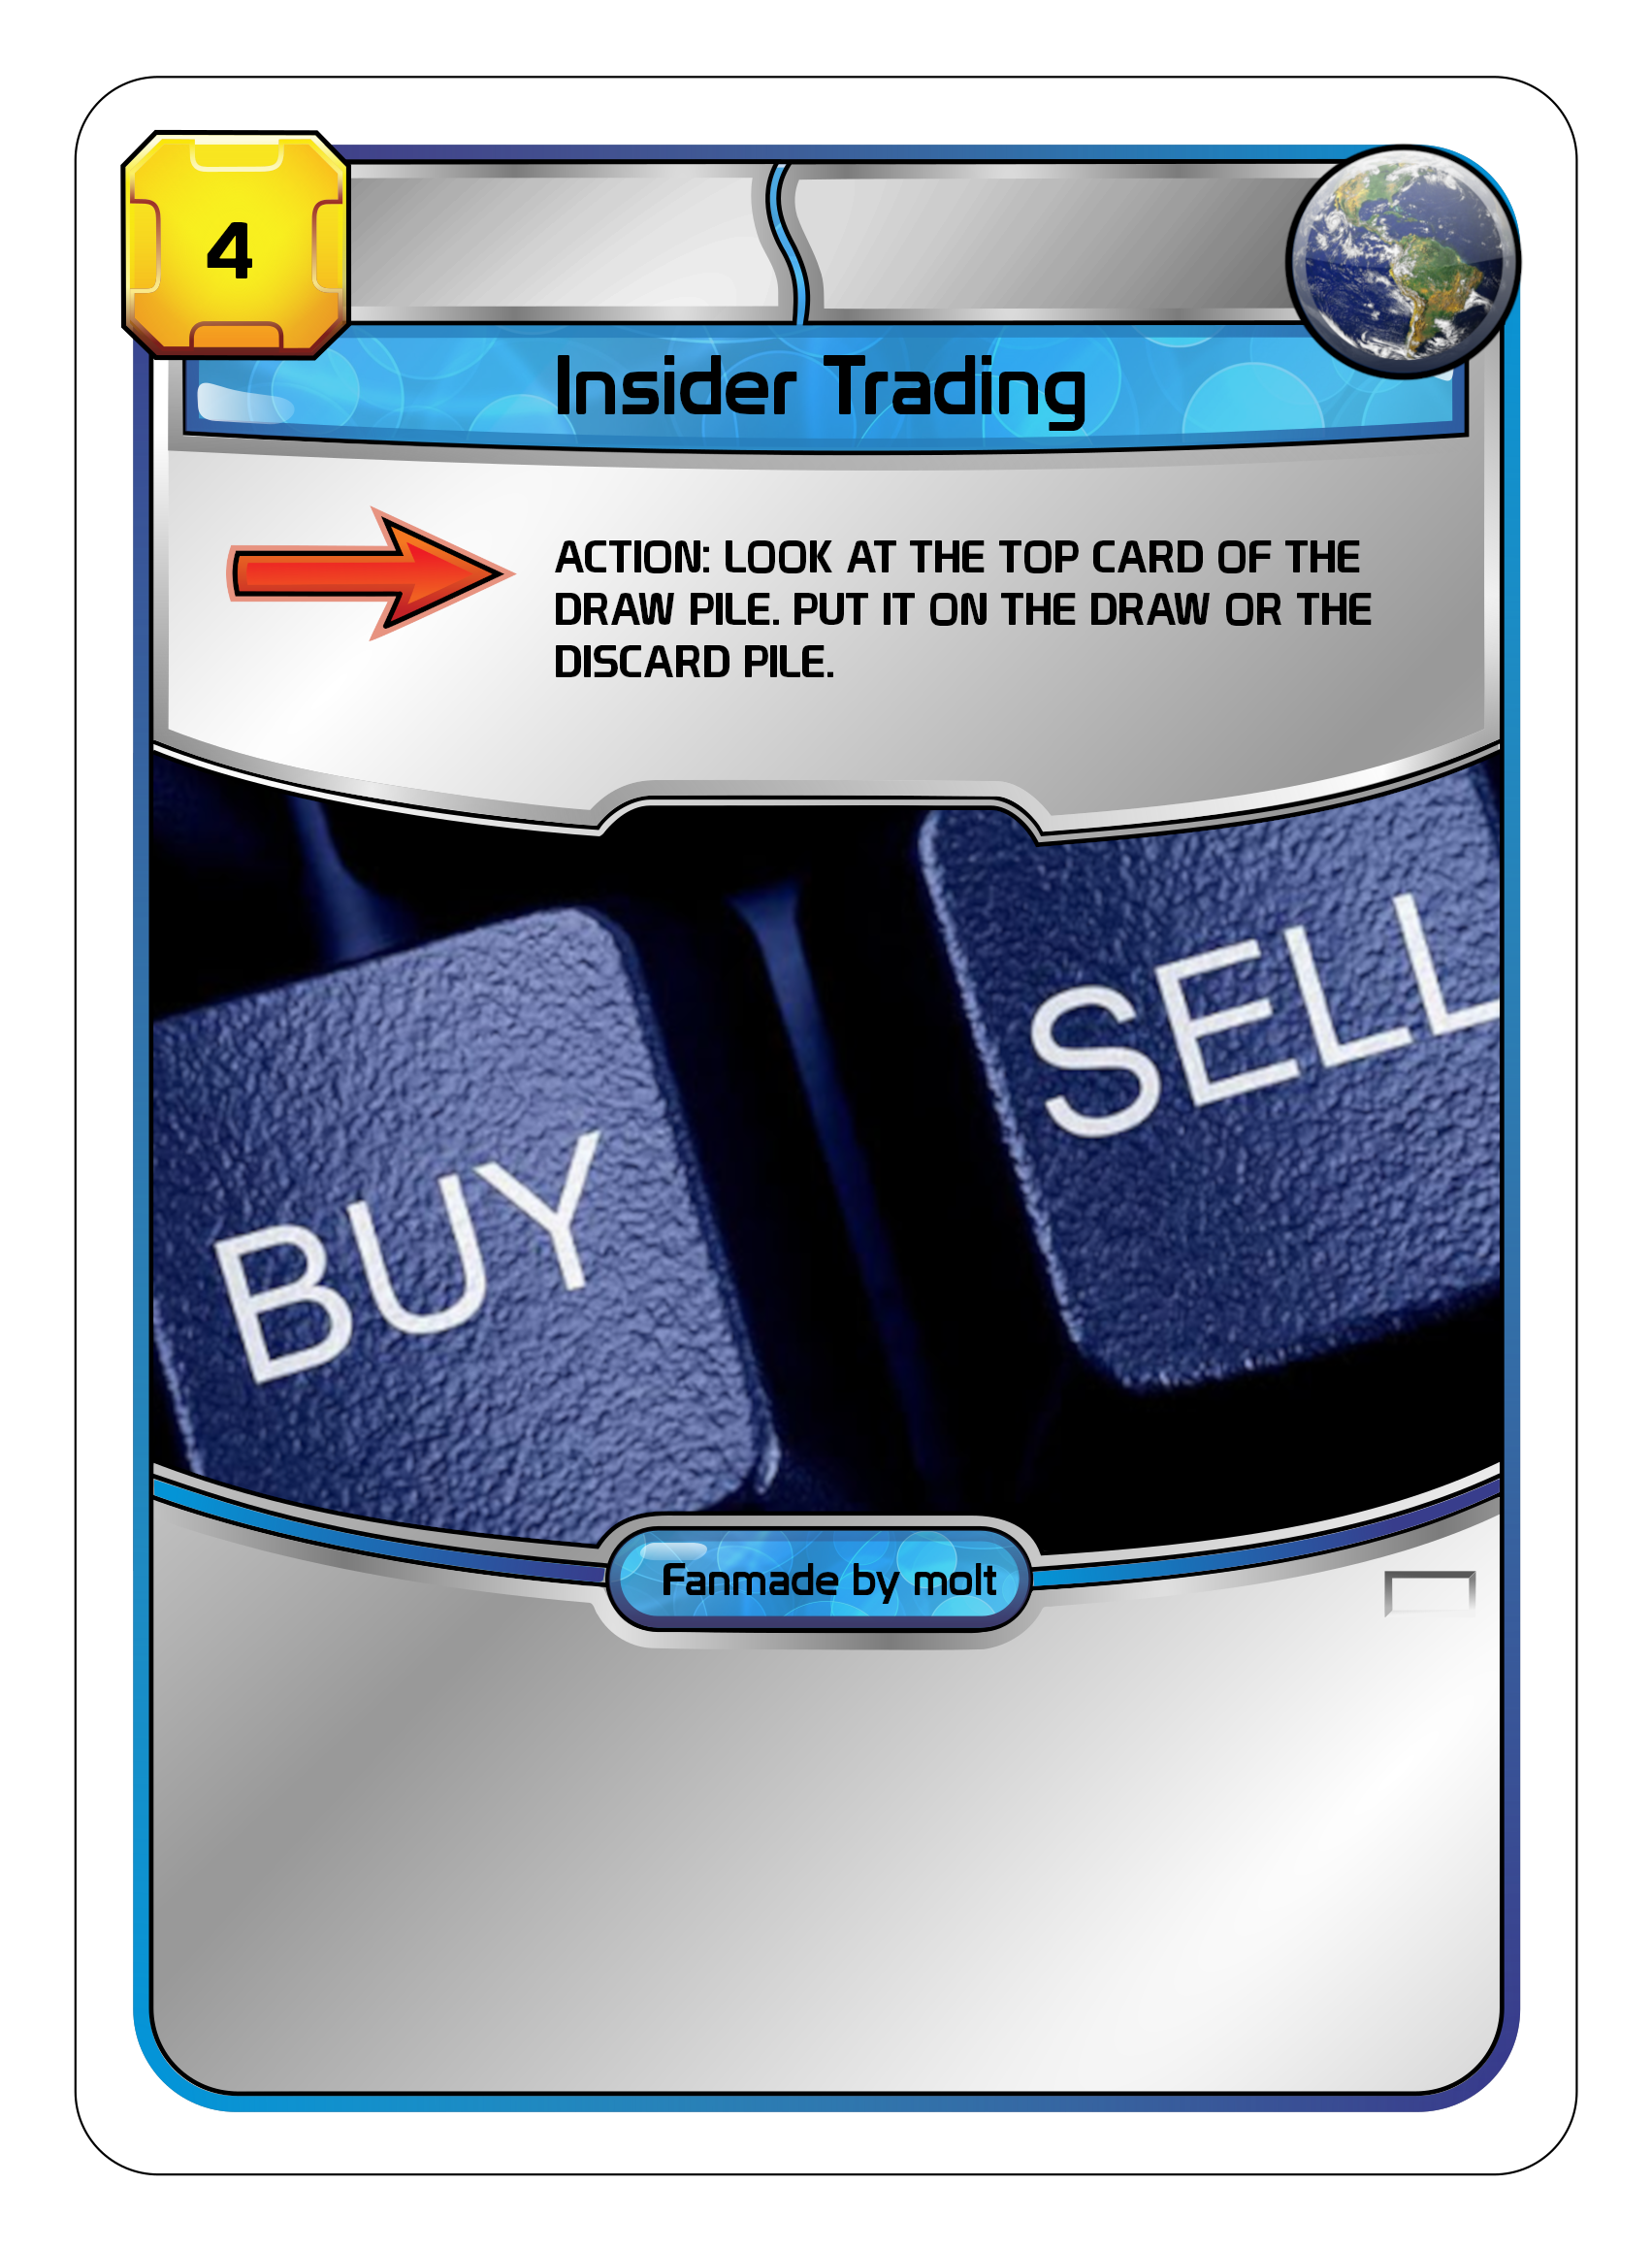 4
Insider Trading
ACTION: LOOK AT THE TOP CARD OF THE
DRAW PILE. PUT IT ON THE DRAW OR THE
DISCARD PILE.
SELL
BUY
Fanmade by molt